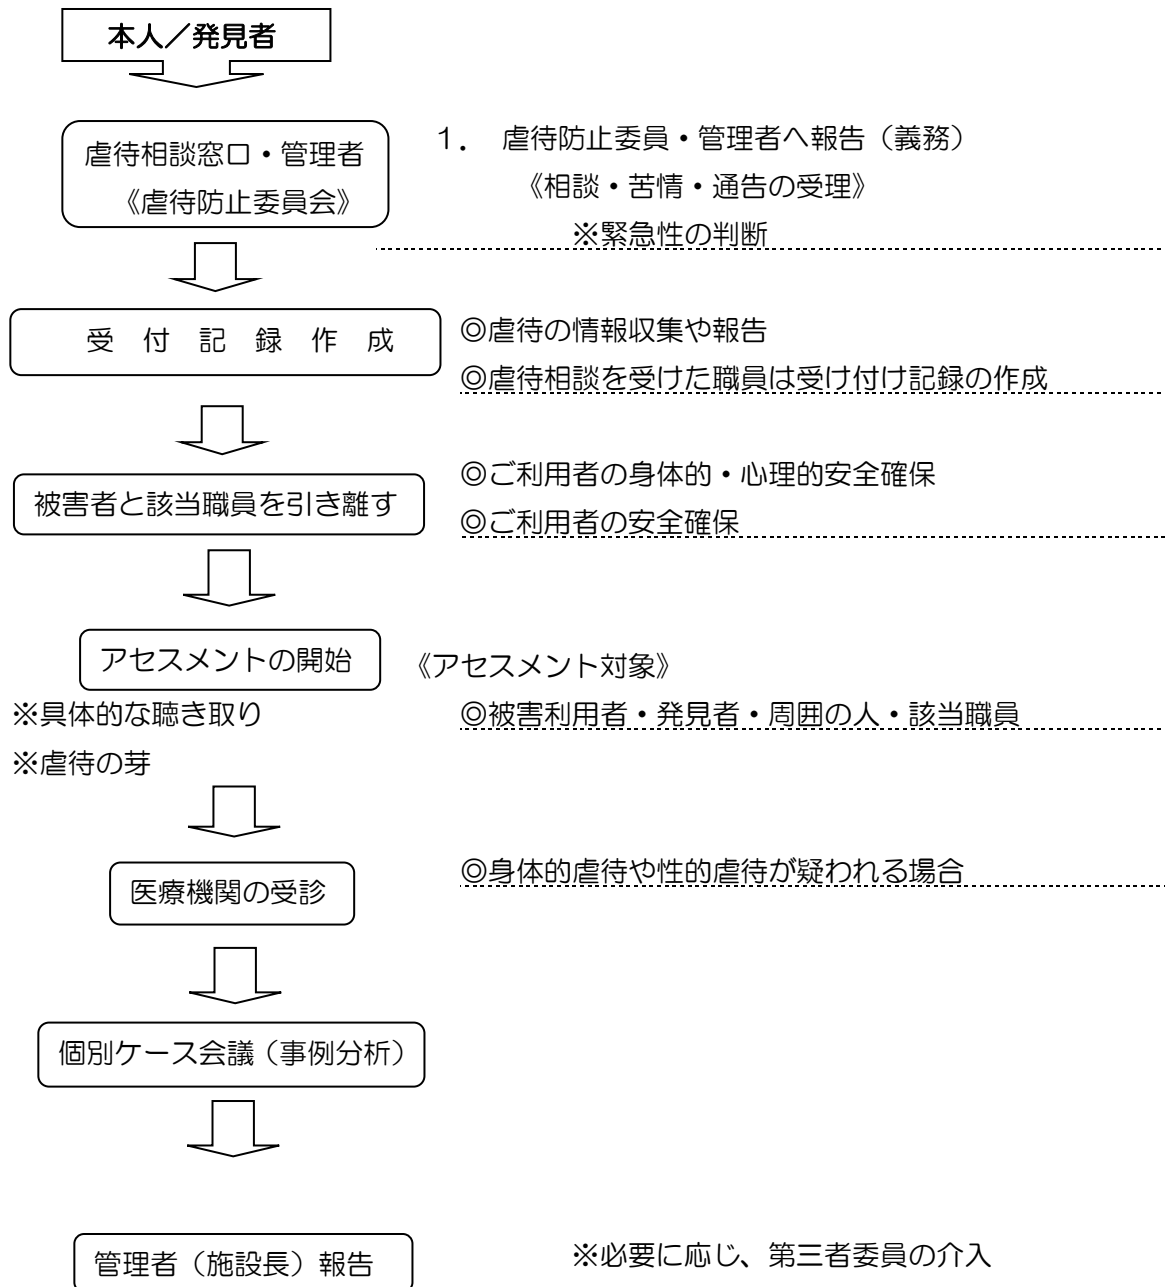 本人／発見者
虐待相談窓口・管理者
《虐待防止委員会》
１． 虐待防止委員・管理者へ報告（義務）
《相談・苦情・通告の受理》
※緊急性の判断
受 付 記 録 作 成
◎虐待の情報収集や報告
◎虐待相談を受けた職員は受け付け記録の作成
被害者と該当職員を引き離す
◎ご利用者の身体的・心理的安全確保
◎ご利用者の安全確保
アセスメントの開始
《アセスメント対象》
※具体的な聴き取り
◎被害利用者・発見者・周囲の人・該当職員
※虐待の芽
医療機関の受診
◎身体的虐待や性的虐待が疑われる場合
個別ケース会議（事例分析）
管理者（施設長）報告
※必要に応じ、第三者委員の介入